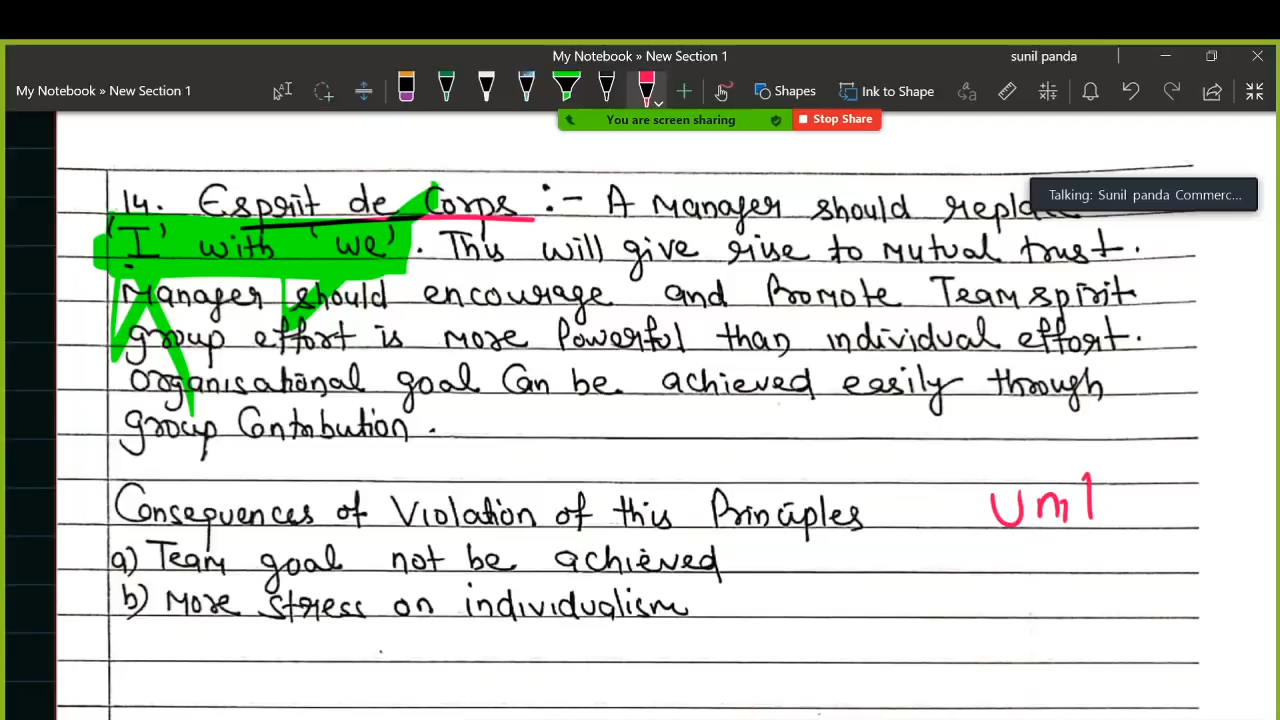 My Notebook » New Section 1
sunil panda
My Notebook » New Section 1
Shapes
Ink to Shape
You are screen sharing
Stop Share
Talking: Sunil panda Commerc...
14. Esprit de Corps :- A Manager should
'I' with 'we'. This will give rise to Mutual trust.
Manager should encourage and Promote Team spirit
group effort is more Powerful than individual effort.
Organisational goal Can be achieved easily through
group Contribution.
Consequences of Violation of this Principles
a) Team goal not be achieved
b) More stress on individualism